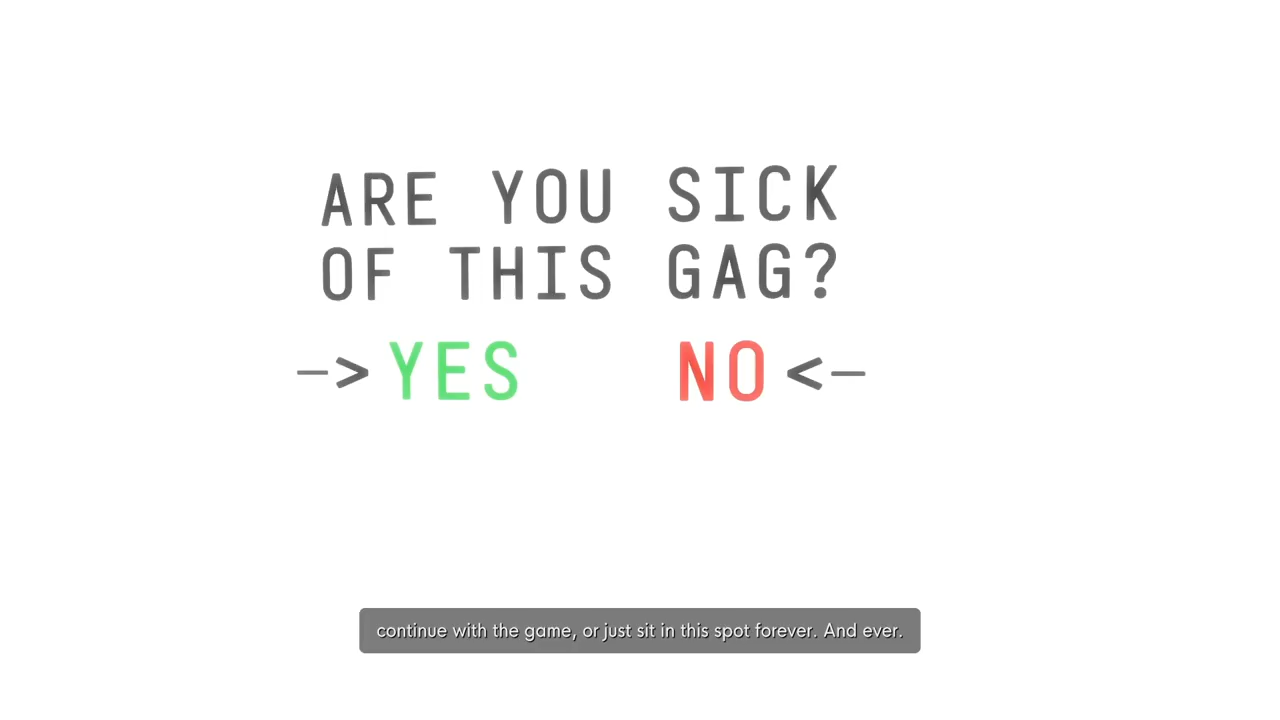 ARE YOU SICK
OF THIS GAG?
—> YES NO <—
continue with the game, or just sit in this spot forever. And ever.